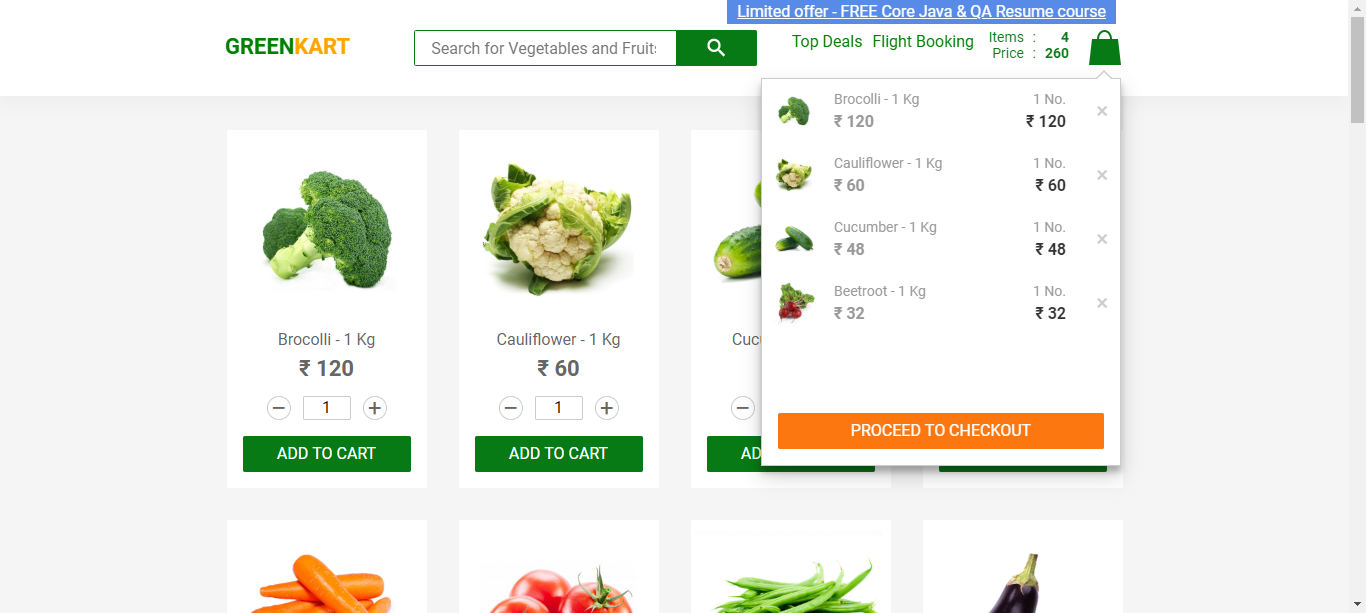 Limited offer - FREE Core Java & QA Resume course
GREENKART
Search for Vegetables and Fruit
Top Deals Flight Booking
Items : 4
Price : 260
Brocolli - 1 Kg 1 No. ×
₹ 120 ₹ 120
Cauliflower - 1 Kg 1 No. ×
₹ 60 ₹ 60
Cucumber - 1 Kg 1 No. ×
₹ 48 ₹ 48
Beetroot - 1 Kg 1 No. ×
₹ 32 ₹ 32
PROCEED TO CHECKOUT
Brocolli - 1 Kg
₹ 120
– 1 +
ADD TO CART
Cauliflower - 1 Kg
₹ 60
– 1 +
ADD TO CART
Cuc
–
AD